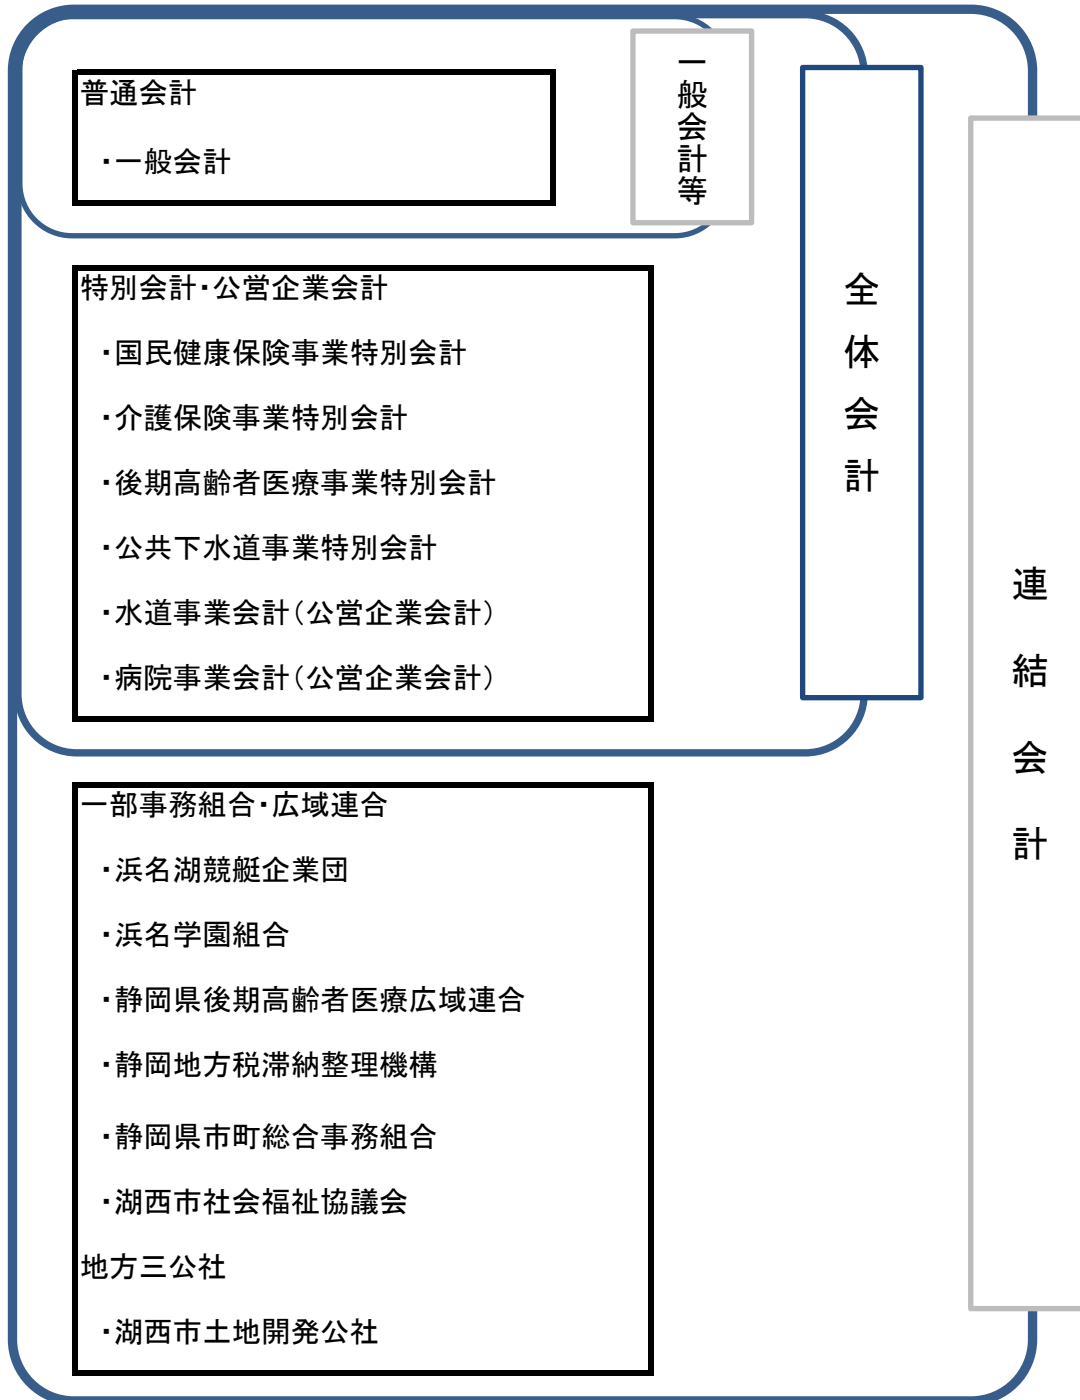 普通会計
・一般会計
一般会計等
特別会計・公営企業会計
・国民健康保険事業特別会計
・介護保険事業特別会計
・後期高齢者医療事業特別会計
・公共下水道事業特別会計
・水道事業会計（公営企業会計）
・病院事業会計（公営企業会計）
全体会計
一部事務組合・広域連合
・浜名湖競艇企業団
・浜名学園組合
・静岡県後期高齢者医療広域連合
・静岡地方税滞納整理機構
・静岡県市町総合事務組合
・湖西市社会福祉協議会
地方三公社
・湖西市土地開発公社
連結会計